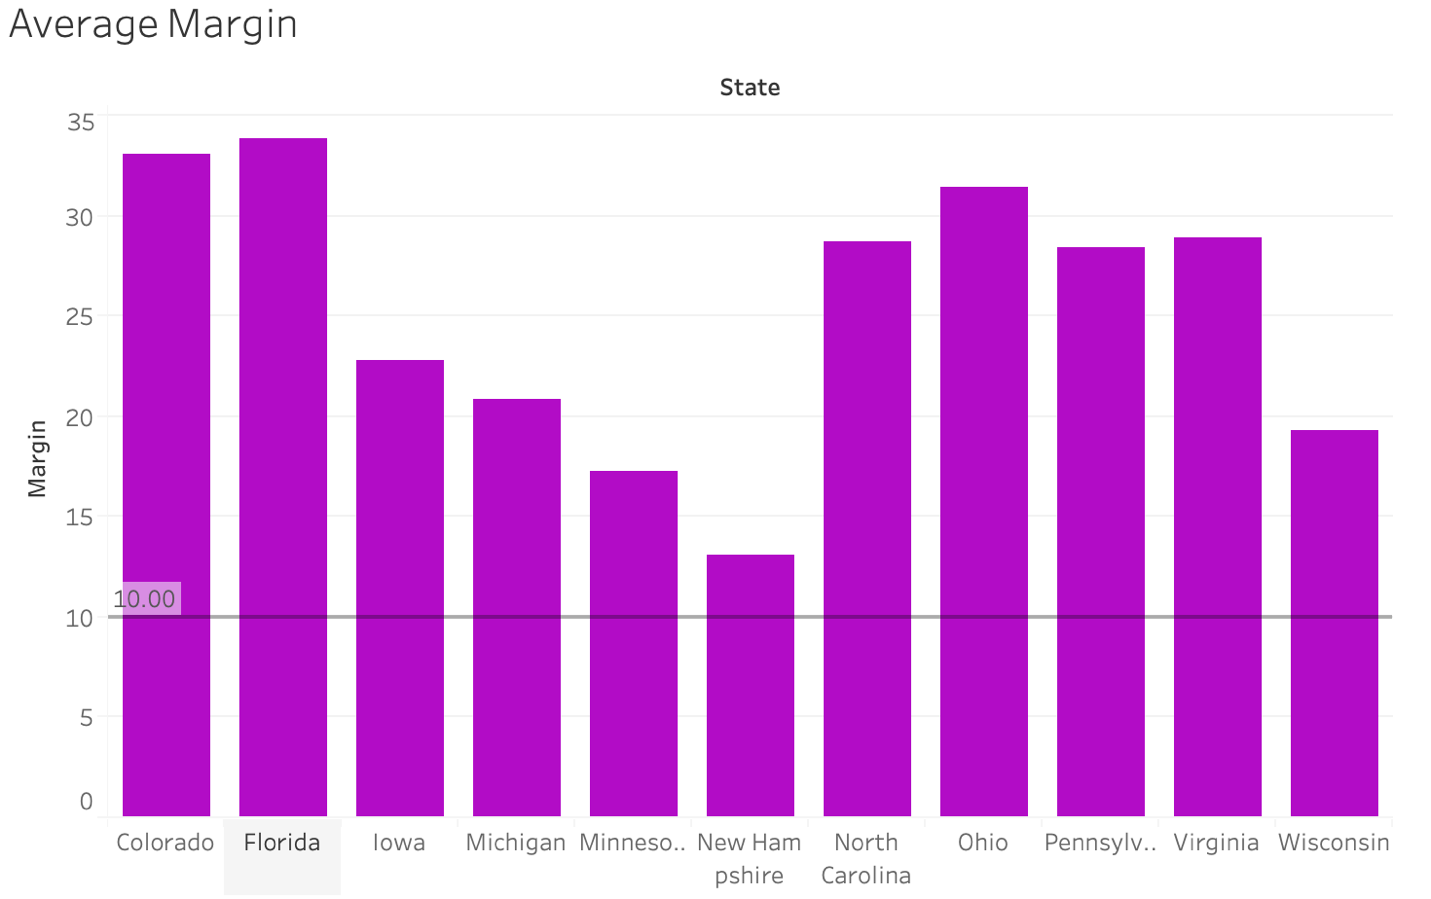 Average Margin
State
35
30
25
20
15
10
5
0
Margin
10.00
Colorado
Florida
Iowa
Michigan
Minneso..
New Ham
pshire
North
Carolina
Ohio
Pennsylv..
Virginia
Wisconsin